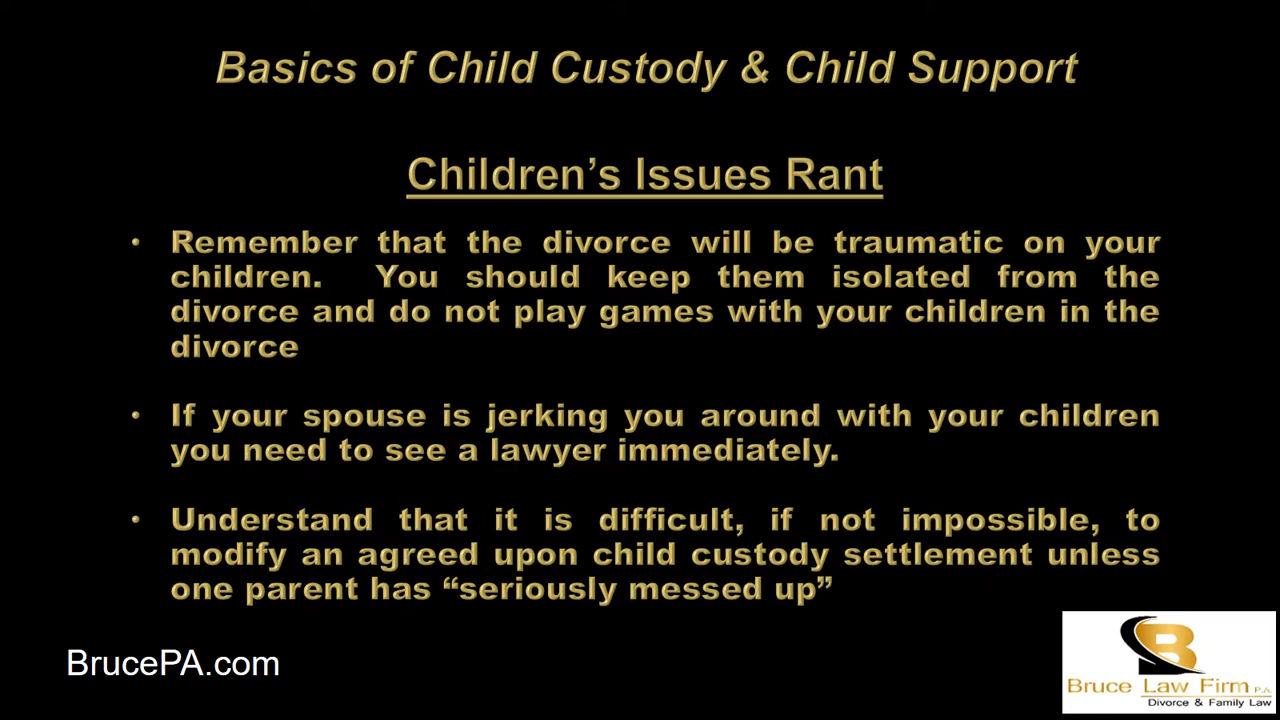 Basics of Child Custody & Child Support
Children’s Issues Rant
• Remember that the divorce will be traumatic on your
children. You should keep them isolated from the
divorce and do not play games with your children in the
divorce
• If your spouse is jerking you around with your children
you need to see a lawyer immediately.
• Understand that it is difficult, if not impossible, to
modify an agreed upon child custody settlement unless
one parent has “seriously messed up”
BrucePA.com
B
Bruce Law Firm P.A.
Divorce & Family Law